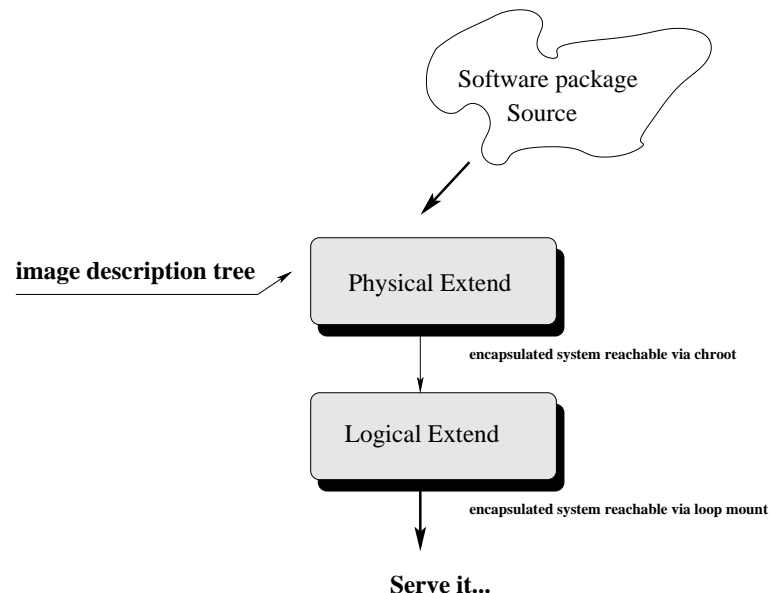 Software package
Source
image description tree
Physical Extend
encapsulated system reachable via chroot
Logical Extend
encapsulated system reachable via loop mount
Serve it...